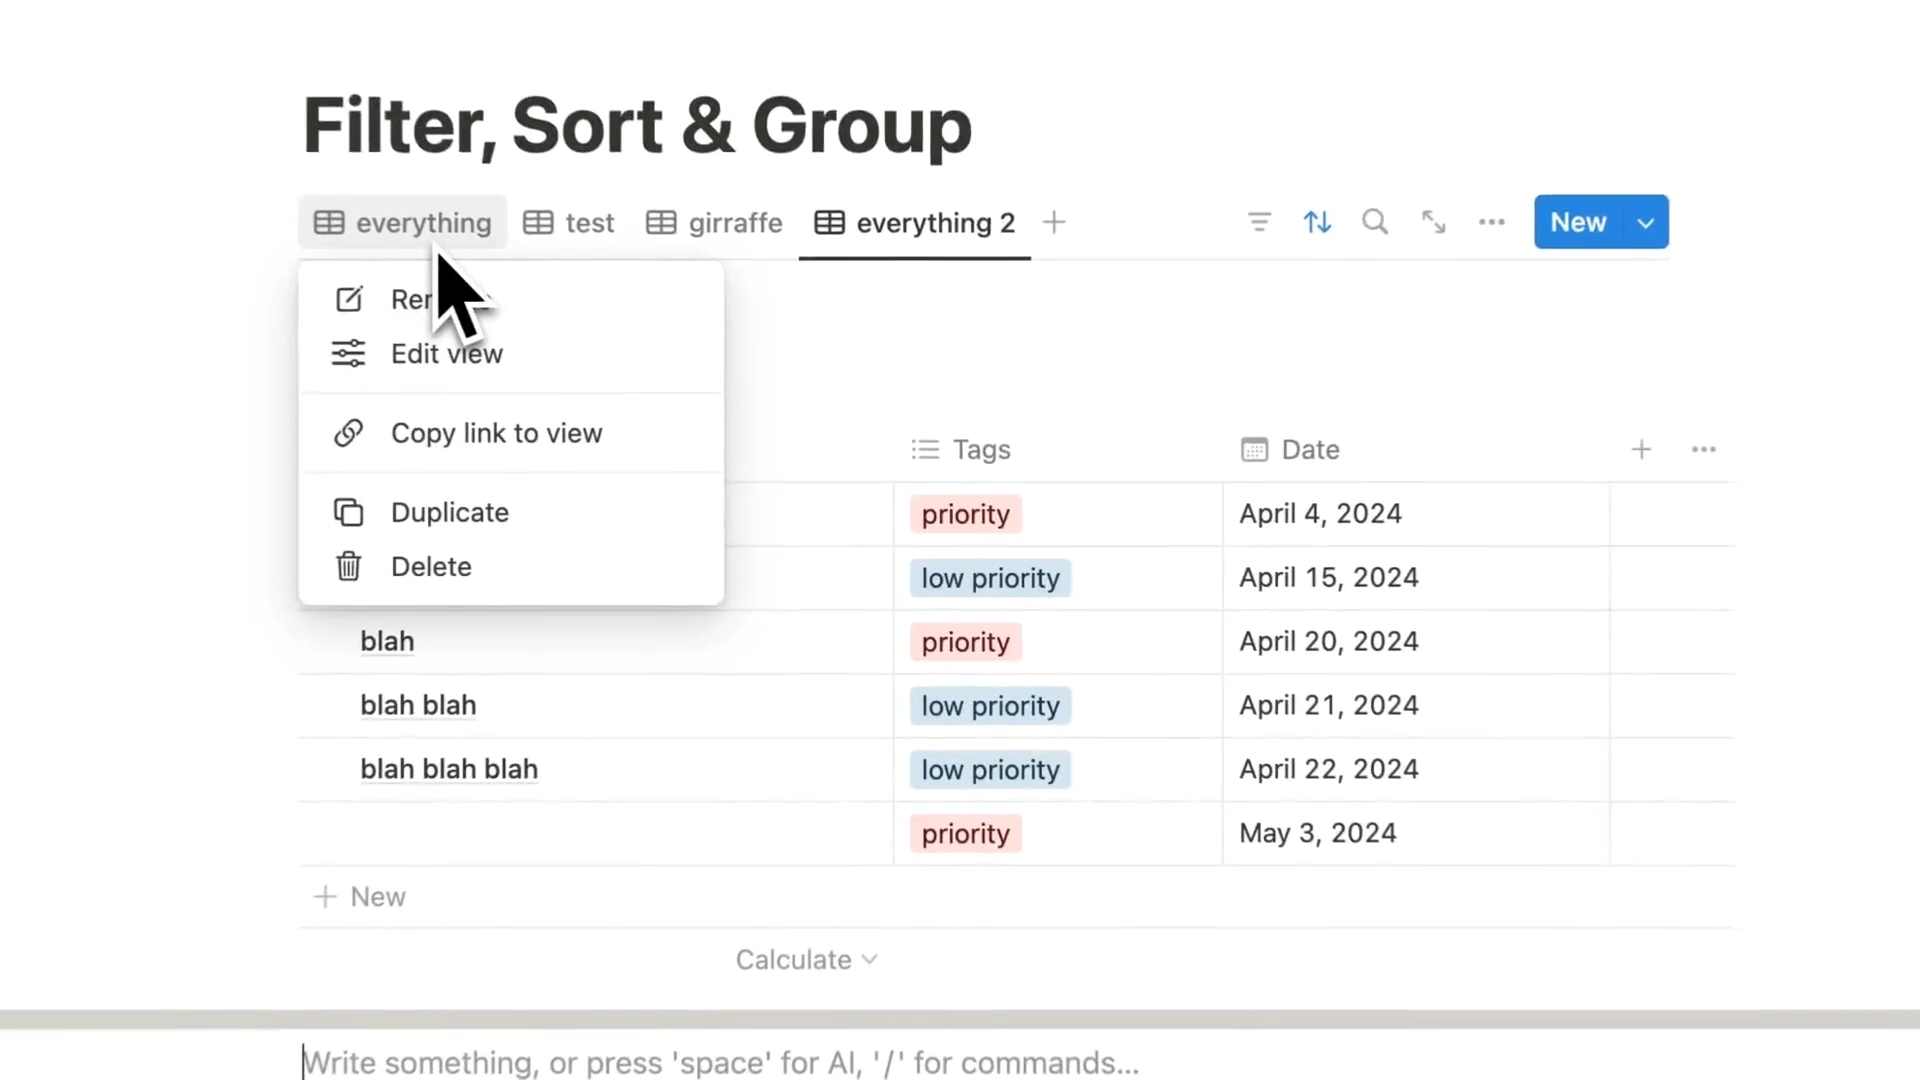 Filter, Sort & Group
everything test girraffe everything 2 New
Edit view
Copy link to view
Duplicate
Delete
Tags Date
priority April 4, 2024
low priority April 15, 2024
blah priority April 20, 2024
blah blah low priority April 21, 2024
blah blah blah low priority April 22, 2024
priority May 3, 2024
New
Calculate
Write something, or press 'space' for AI, '/' for commands...